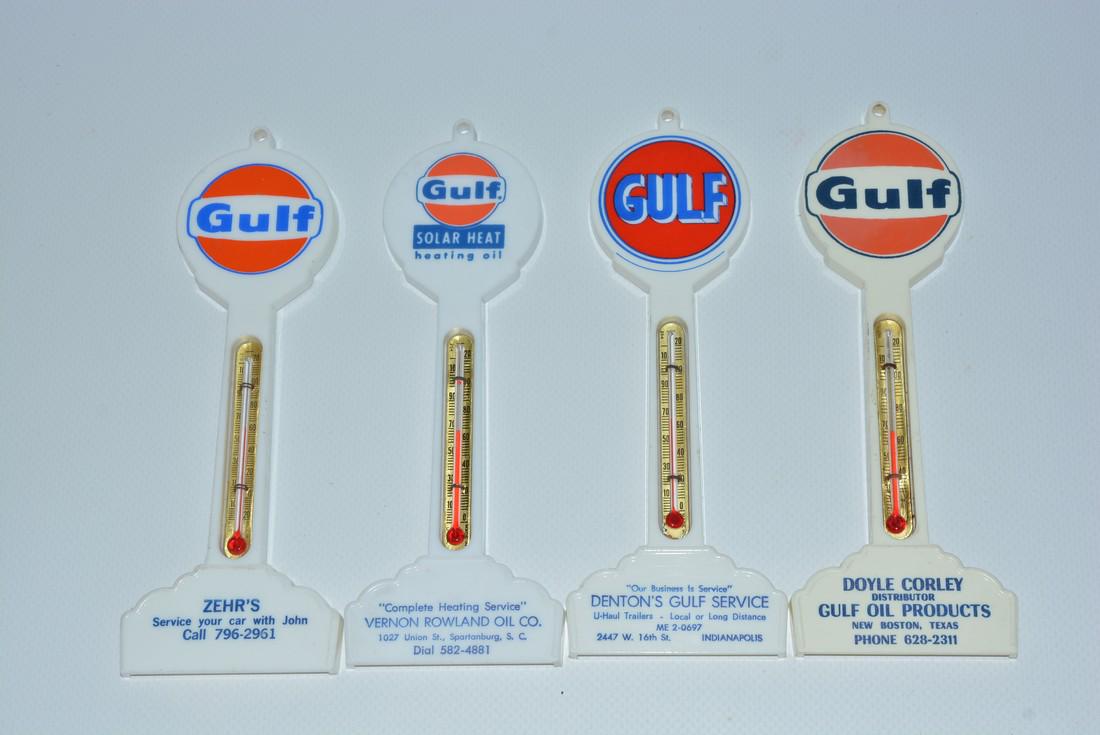 Gulf
ZEHR'S
Service your car with John
Call 796-2961
Gulf.
SOLAR HEAT
heating oil
"Complete Heating Service"
VERNON ROWLAND OIL CO.
1027 Union St., Spartanburg, S. C.
Dial 582-4881
GULF
"Our Business Is Service"
DENTON'S GULF SERVICE
U-Haul Trailers - Local or Long Distance
ME 2-0697
2447 W. 16th St. INDIANAPOLIS
Gulf
DOYLE CORLEY
DISTRIBUTOR
GULF OIL PRODUCTS
NEW BOSTON, TEXAS
PHONE 628-2311